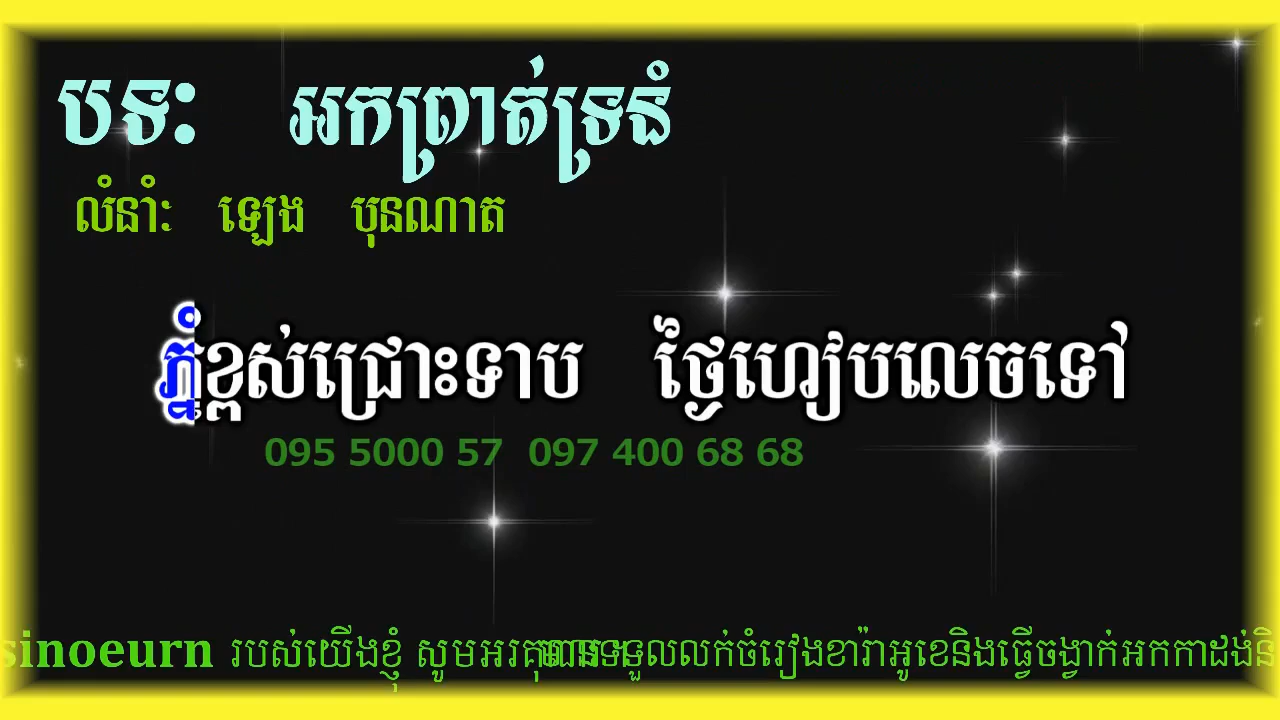 បទៈ អកព្រាត់ទ្រនំ
លំនាំៈ ឡេង ប៊ុនណាត
ភ្នំខ្ពស់ជ្រោះទាប ថ្ងៃហៀបលេចទៅ
095 5000 57 097 400 68 68
sinoeurn របស់យើងខ្ញុំ សូមអរគុណ ទទួលលក់ចំរៀងខារ៉ាអូខេនិងធ្វើចង្វាក់អកកាដង់និ